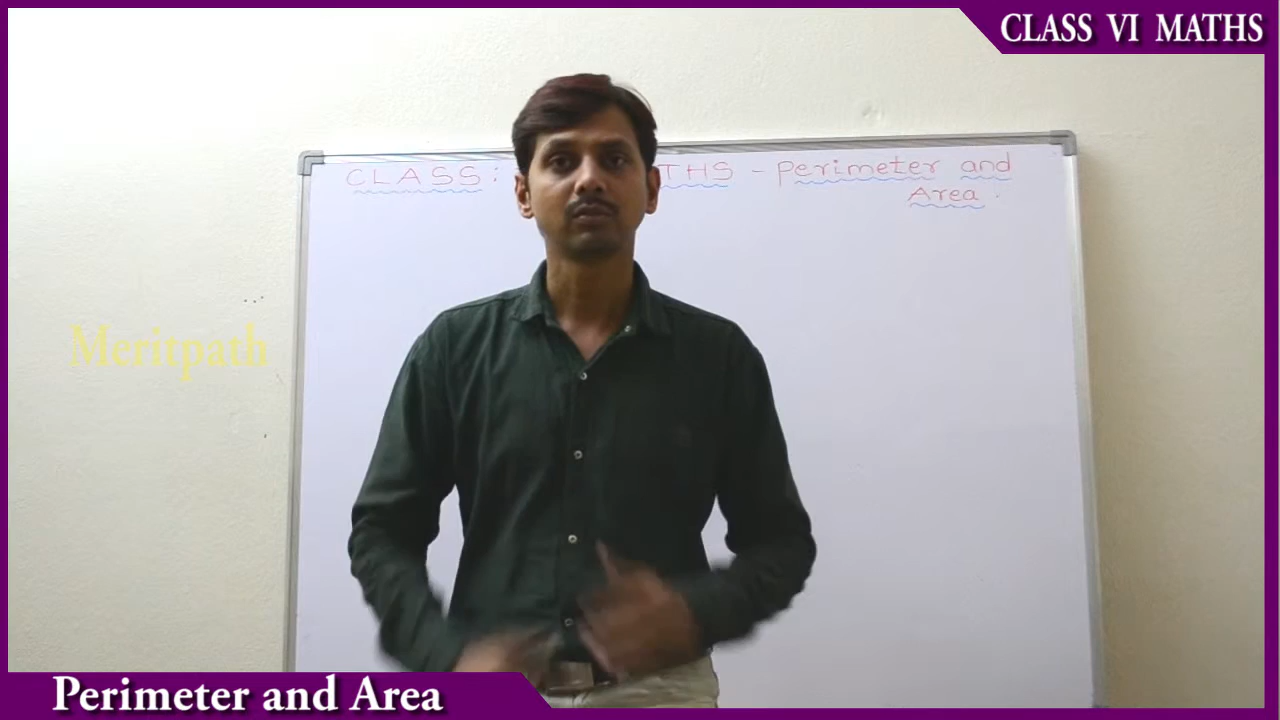 CLASS VI MATHS
CLASS: THS - Perimeter and
Area.
Meritpath
Perimeter and Area